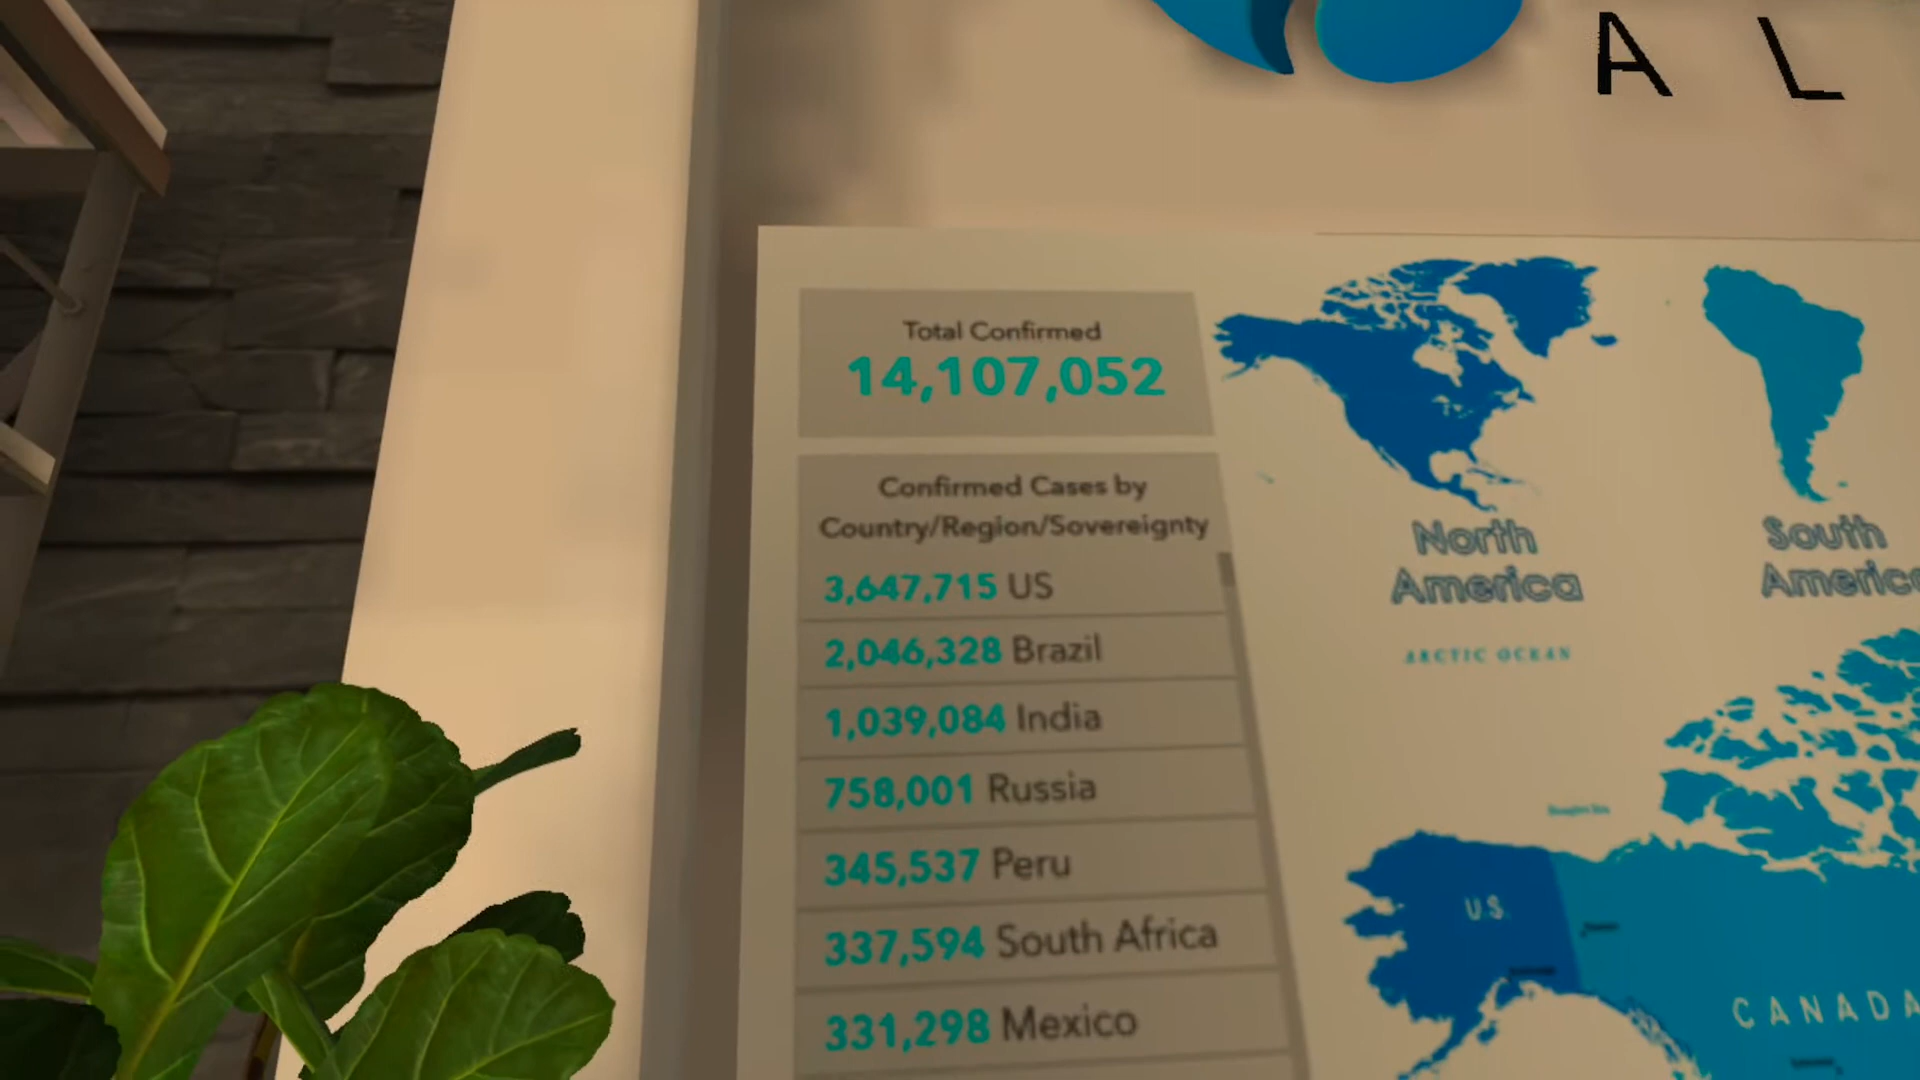 A L
Total Confirmed
14,107,052
Confirmed Cases by
Country/Region/Sovereignty
3,647,715 US
2,046,328 Brazil
1,039,084 India
758,001 Russia
345,537 Peru
337,594 South Africa
331,298 Mexico
North
America
South
America
ARCTIC OCEAN
U.S.
CANADA